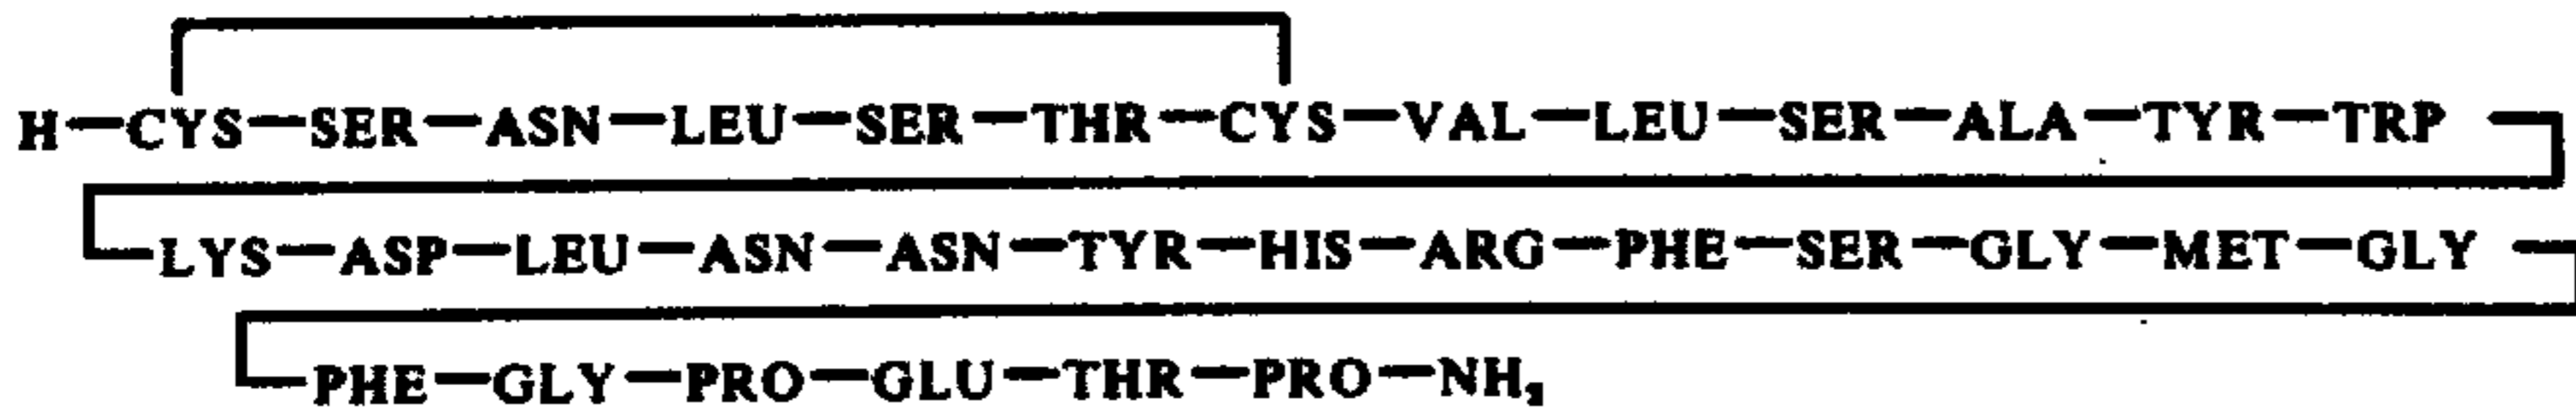 H—CYS—SER—ASN—LEU—SER—THR—CYS—VAL—LEU—SER—ALA—TYR—TRP
LYS—ASP—LEU—ASN—ASN—TYR—HIS—ARG—PHE—SER—GLY—MET—GLY
PHE—GLY—PRO—GLU—THR—PRO—NH₂